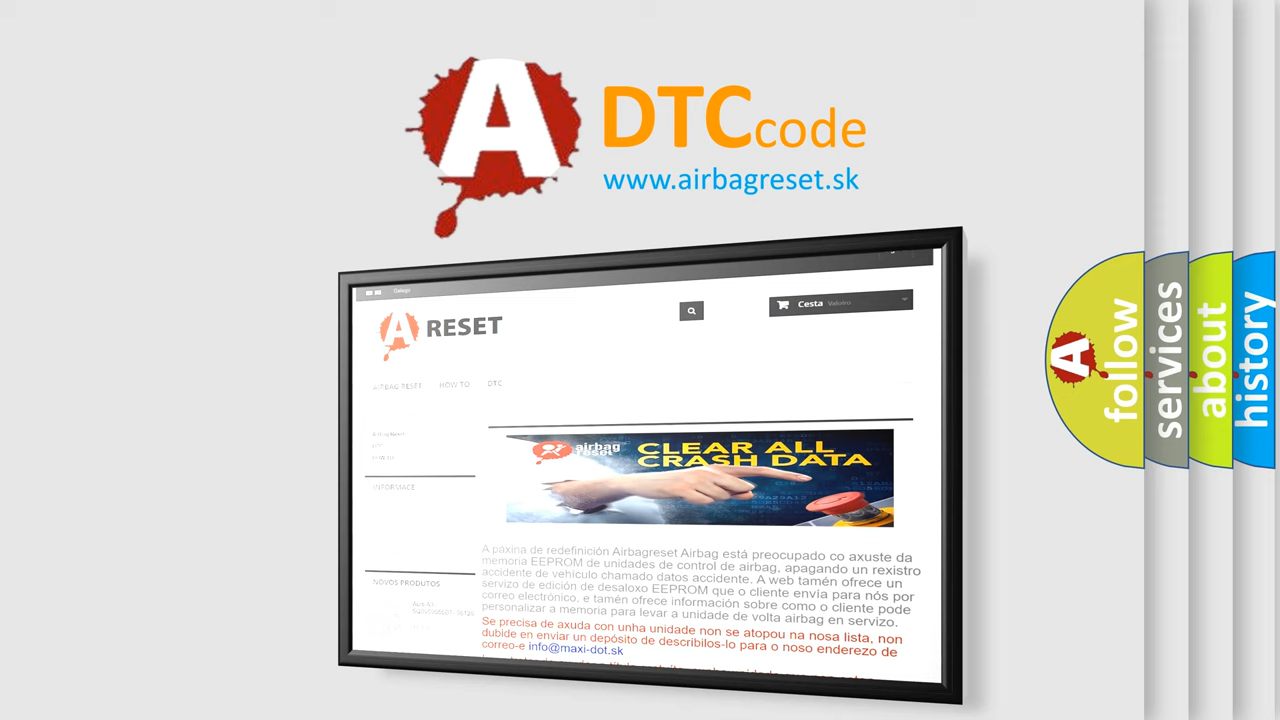 A
DTCcode
www.airbagreset.sk
Galego
A RESET
Cesta Valeiro
AIRBAG RESET HOW TO DTC
INFORMACE
airbag
reset
CLEAR ALL
CRASH DATA
A páxina de redefinición Airbagreset Airbag está preocupado co axuste da
memoria EEPROM de unidades de control de airbag, apagando un rexistro
accidente de vehículo chamado datos accidente. A web tamén ofrece un
servizo de edición de desaloxo EEPROM que o cliente envía para nós por
correo electrónico, e tamén ofrece información sobre como o cliente pode
personalizar a memoria para levar a unidade de volta airbag en servizo.
Se precisa de axuda con unha unidade non se atopou na nosa lista, non
dubide en enviar un depósito de describilos-lo para o noso enderezo de
correo-e info@maxi-dot.sk
NOVOS PRODUTOS
A
follow
services
about
history